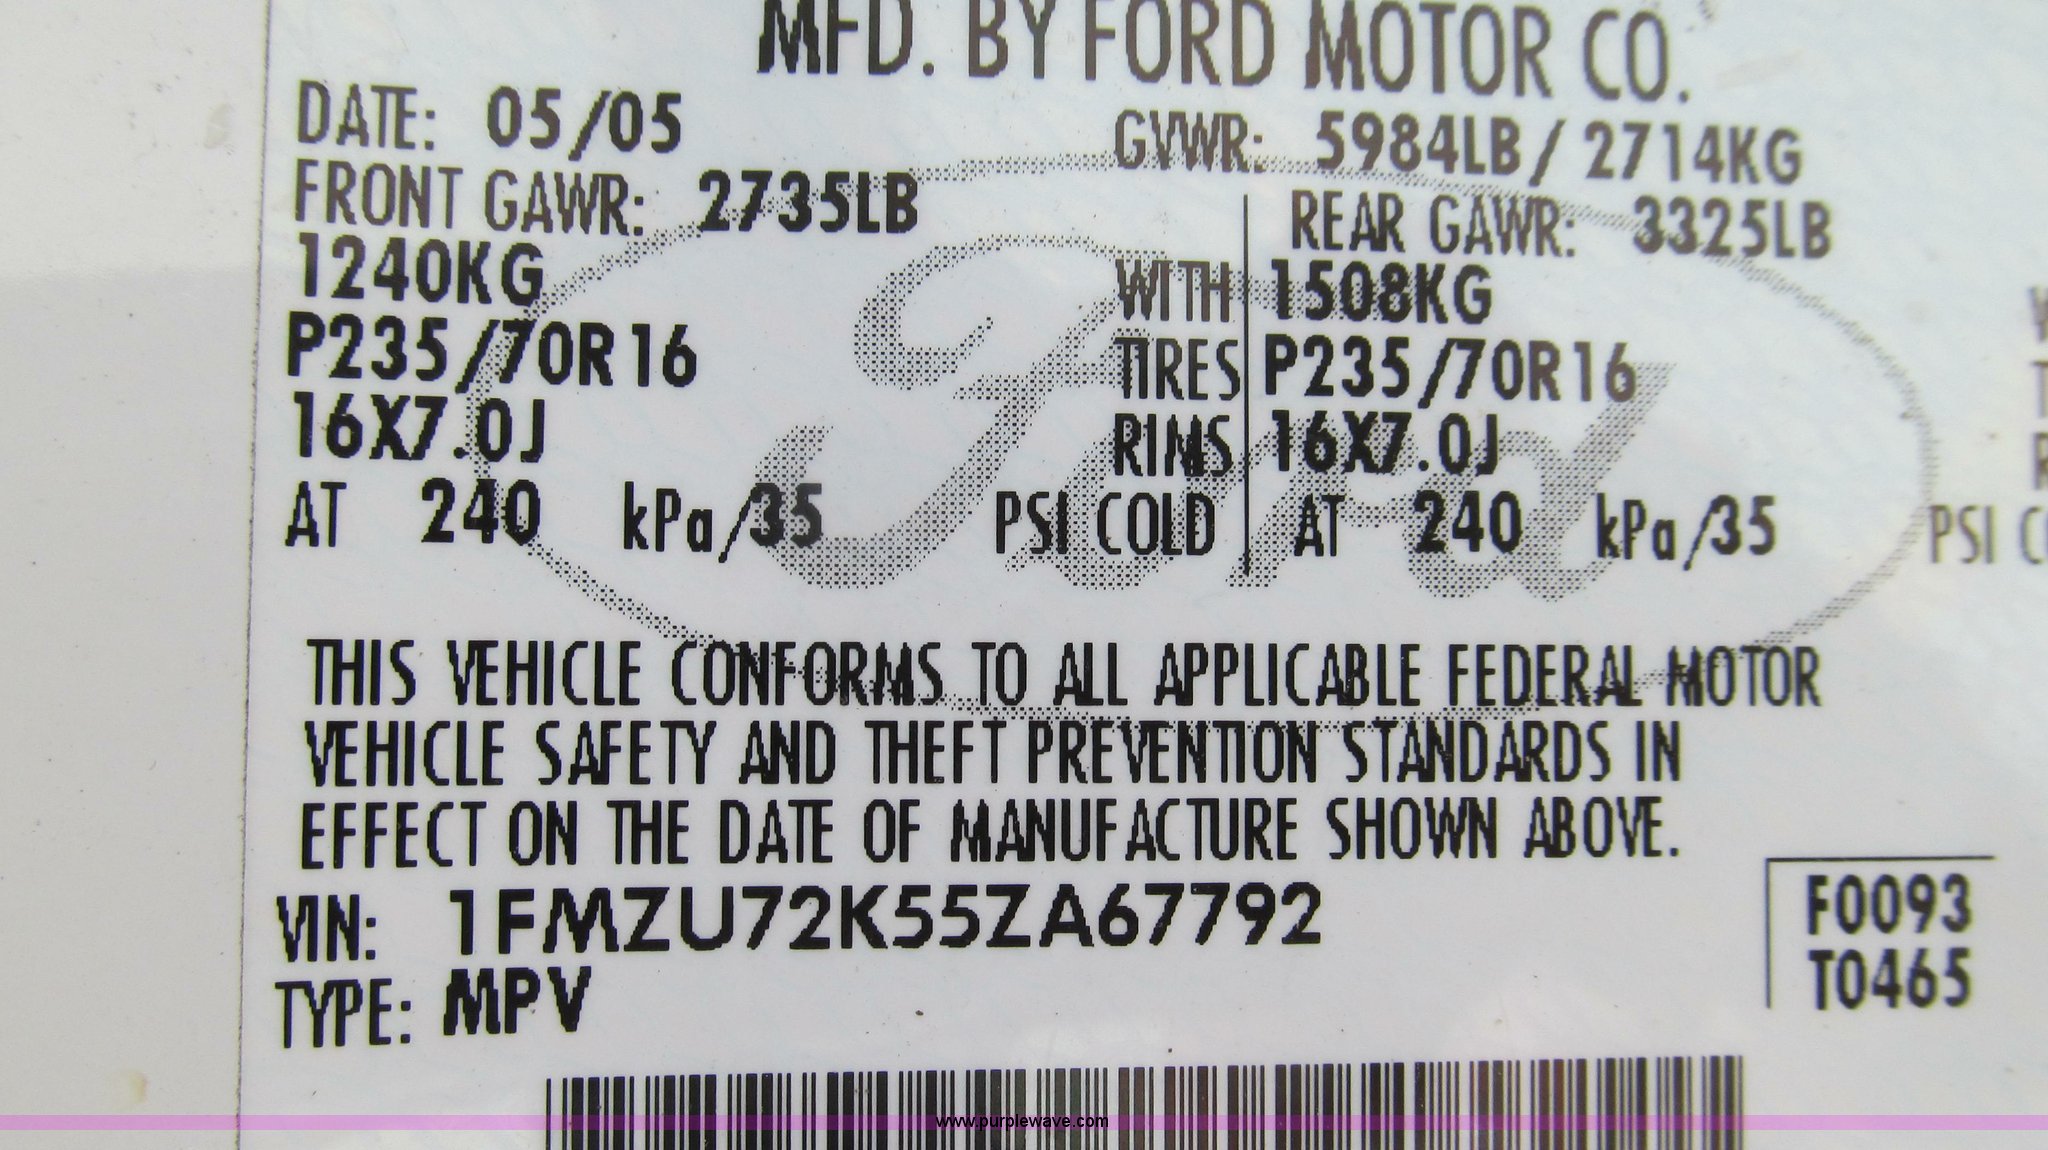 MFD. BY FORD MOTOR CO.
DATE: 05/05 GVWR: 5984LB/ 2714KG
FRONT GAWR: 2735LB REAR GAWR: 3325LB
1240KG WITH 1508KG
P235/70R16 TIRES P235/70R16
16X7.0J RIMS 16X7.0J
AT 240 kPa/35 PSI COLD AT 240 kPa/35 PSI C
Ford
THIS VEHICLE CONFORMS TO ALL APPLICABLE FEDERAL MOTOR
VEHICLE SAFETY AND THEFT PREVENTION STANDARDS IN
EFFECT ON THE DATE OF MANUFACTURE SHOWN ABOVE.
VIN: 1FMZU72K55ZA67792
F0093
TYPE: MPV
T0465
www.purplewave.com